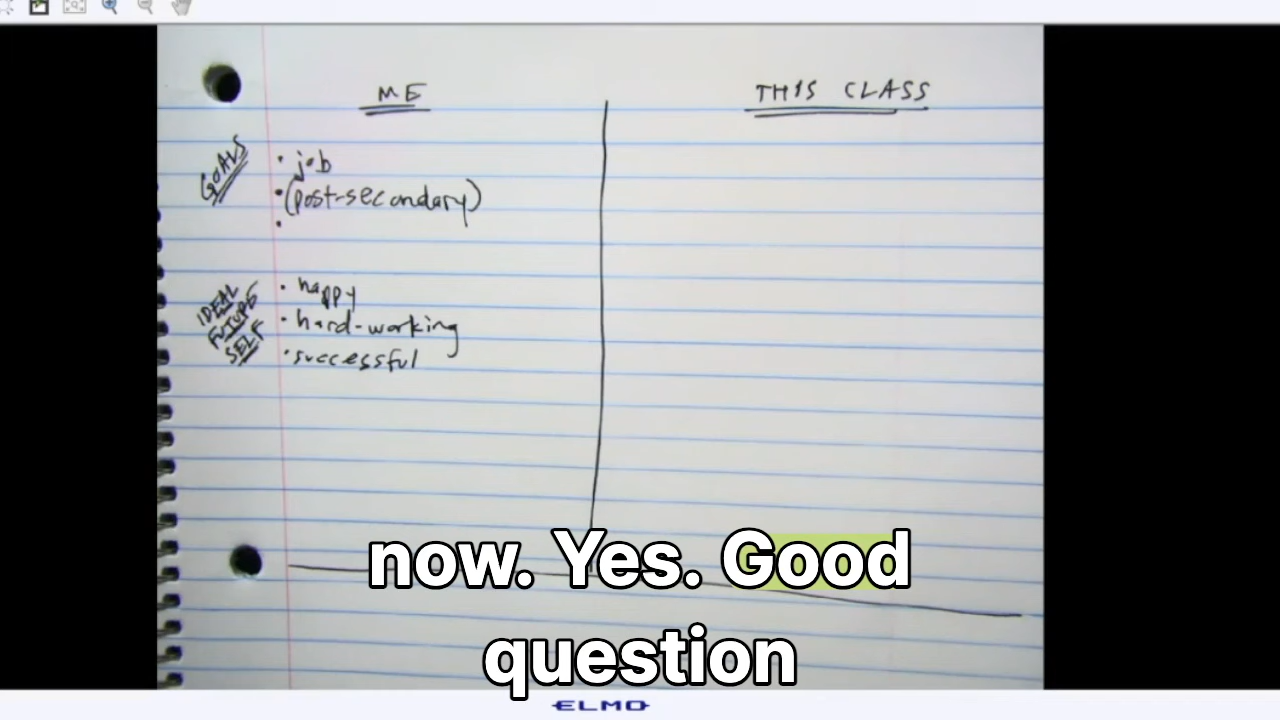 ME
THIS CLASS
GOALS
• job
• (post-secondary)
•
IDEAL
FUTURE
SELF
• happy
• hard-working
• successful
now. Yes. Good
question
ELMO